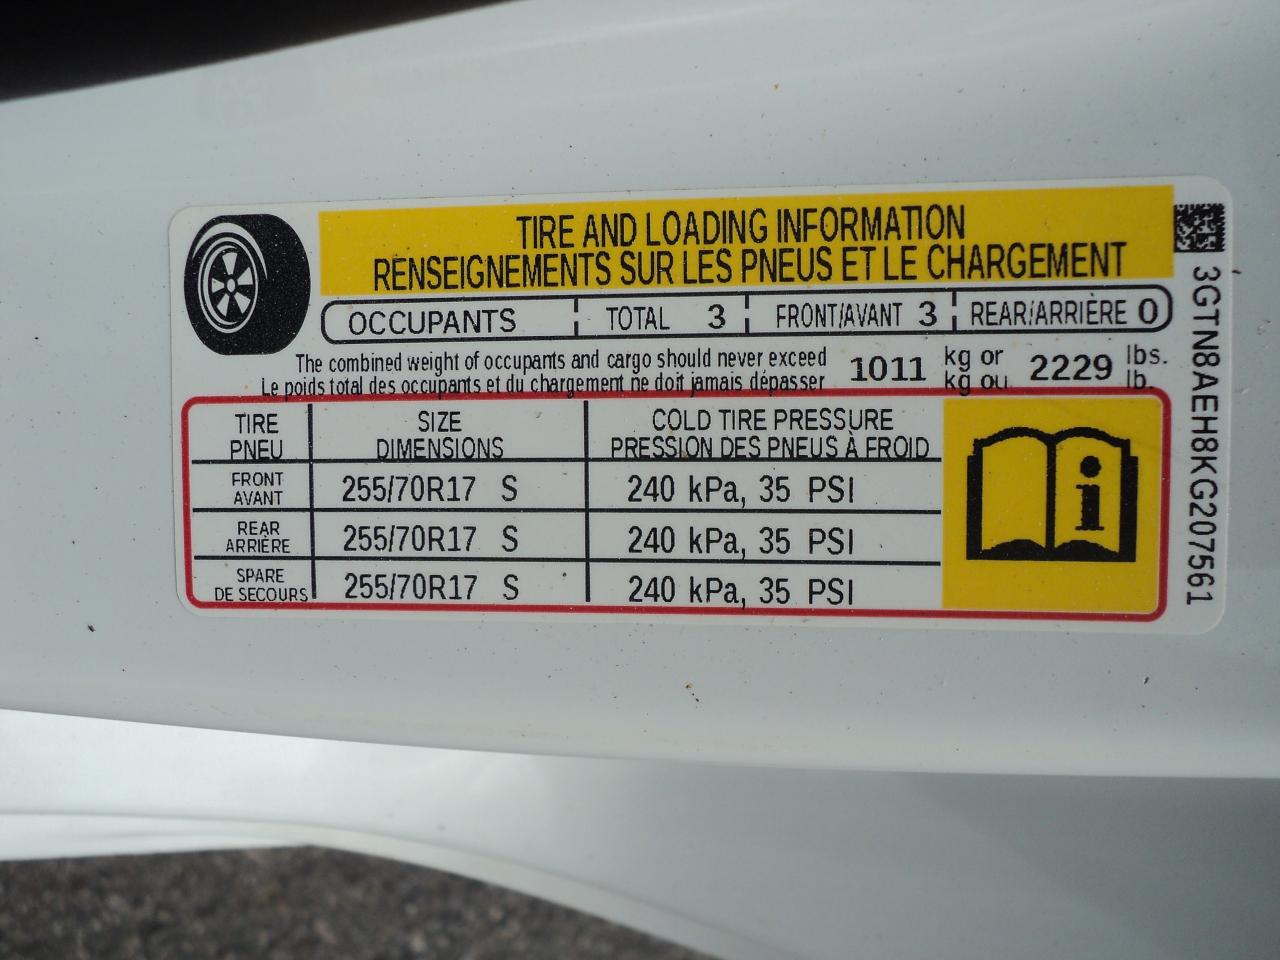 TIRE AND LOADING INFORMATION
RENSEIGNEMENTS SUR LES PNEUS ET LE CHARGEMENT
OCCUPANTS TOTAL 3 FRONT/AVANT 3 REAR/ARRIÈRE 0
The combined weight of occupants and cargo should never exceed 1011 kg or 2229 lbs.
Le poids total des occupants et du chargement ne doit jamais dépasser kg ou lb.
TIRE SIZE COLD TIRE PRESSURE
PNEU DIMENSIONS PRESSION DES PNEUS À FROID
FRONT
AVANT 255/70R17 S 240 kPa, 35 PSI
REAR
ARRIÈRE 255/70R17 S 240 kPa, 35 PSI
SPARE
DE SECOURS 255/70R17 S 240 kPa, 35 PSI
3GTN8AEH8KG207561